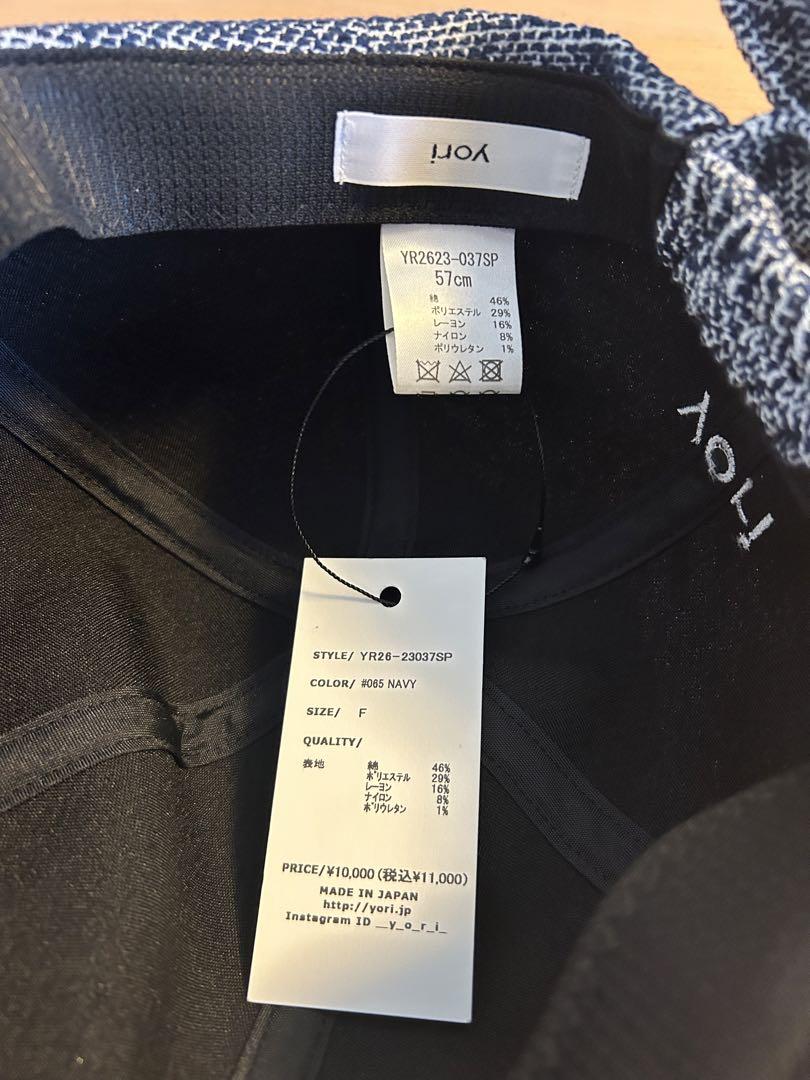 yori
YR2623-037SP
57cm
綿 46%
ポリエステル 29%
レーヨン 16%
ナイロン 8%
ポリウレタン 1%
yori
STYLE/ YR26-23037SP
COLOR/ #065 NAVY
SIZE/ F
QUALITY/
表地 綿 46%
ポリエステル 29%
レーヨン 16%
ナイロン 8%
ポリウレタン 1%
PRICE/¥10,000 (税込¥11,000)
MADE IN JAPAN
http://yori.jp
Instagram ID __y_o_r_i_